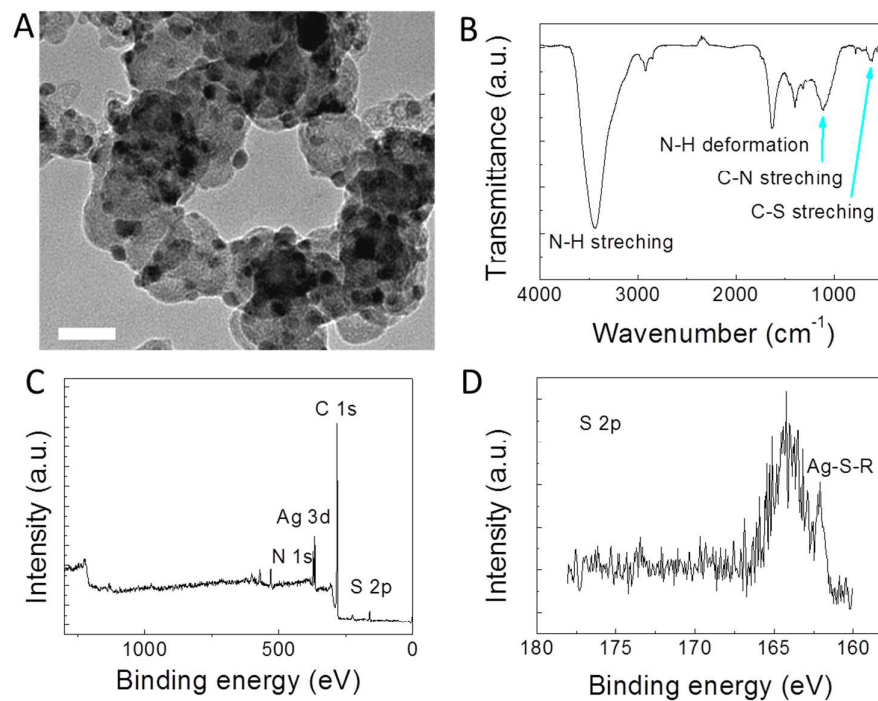 A
B
Transmittance (a.u.)
N-H deformation
C-N streching
C-S streching
N-H streching
4000 3000 2000 1000
Wavenumber (cm-1)
C
Intensity (a.u.)
C 1s
Ag 3d
N 1s
S 2p
1000 500 0
Binding energy (eV)
D
Intensity (a.u.)
S 2p
Ag-S-R
180 175 170 165 160
Binding energy (eV)